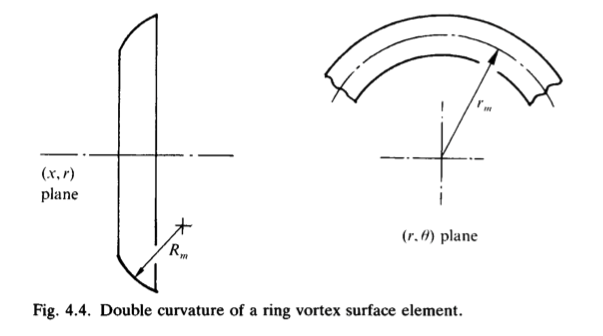 (x, r)
plane
R_m
r_m
(r, θ) plane
Fig. 4.4. Double curvature of a ring vortex surface element.